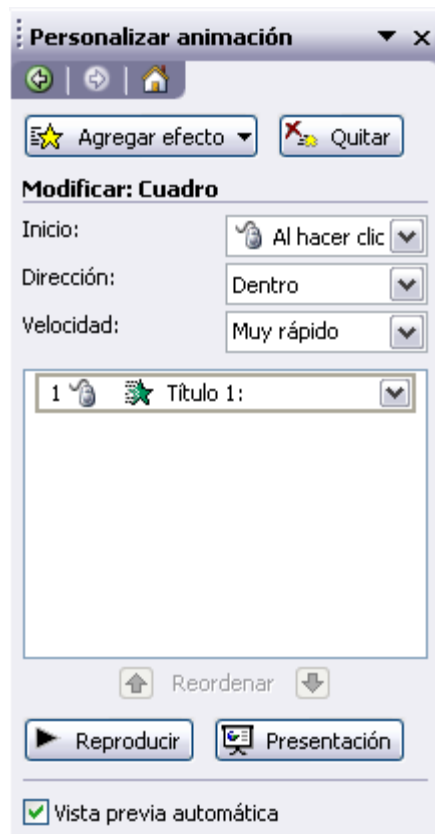 Personalizar animación
Agregar efecto Quitar
Modificar: Cuadro
Inicio: Al hacer clic
Dirección: Dentro
Velocidad: Muy rápido
1 Título 1:
Reordenar
Reproducir Presentación
Vista previa automática